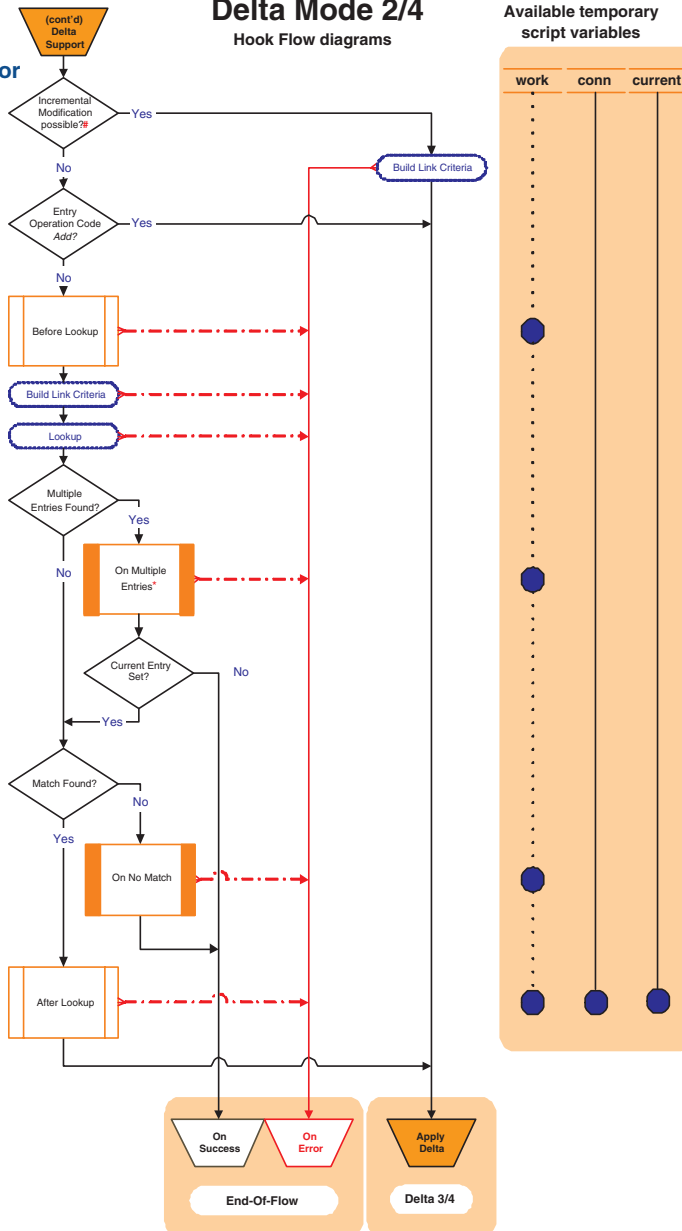 Delta Mode 2/4
Hook Flow diagrams
Available temporary
script variables
(cont'd)
Delta
Support
or
work
conn
current
Incremental
Modification
possible?#
Yes
No
Build Link Criteria
Entry
Operation Code
Add?
Yes
No
Before Lookup
Build Link Criteria
Lookup
Multiple
Entries Found?
Yes
No
On Multiple
Entries*
Current Entry
Set?
No
Yes
Match Found?
No
Yes
On No Match
After Lookup
On
Success
On
Error
Apply
Delta
End-Of-Flow
Delta 3/4